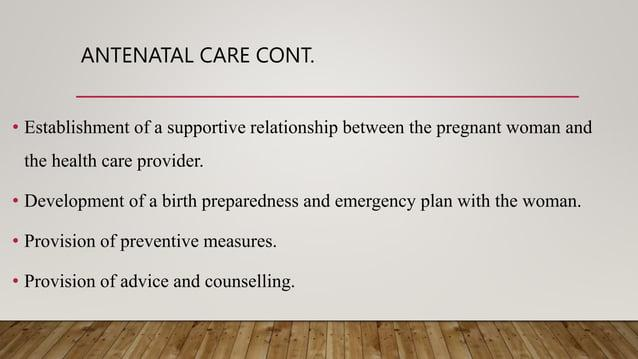 ANTENATAL CARE CONT.
• Establishment of a supportive relationship between the pregnant woman and
the health care provider.
• Development of a birth preparedness and emergency plan with the woman.
• Provision of preventive measures.
• Provision of advice and counselling.